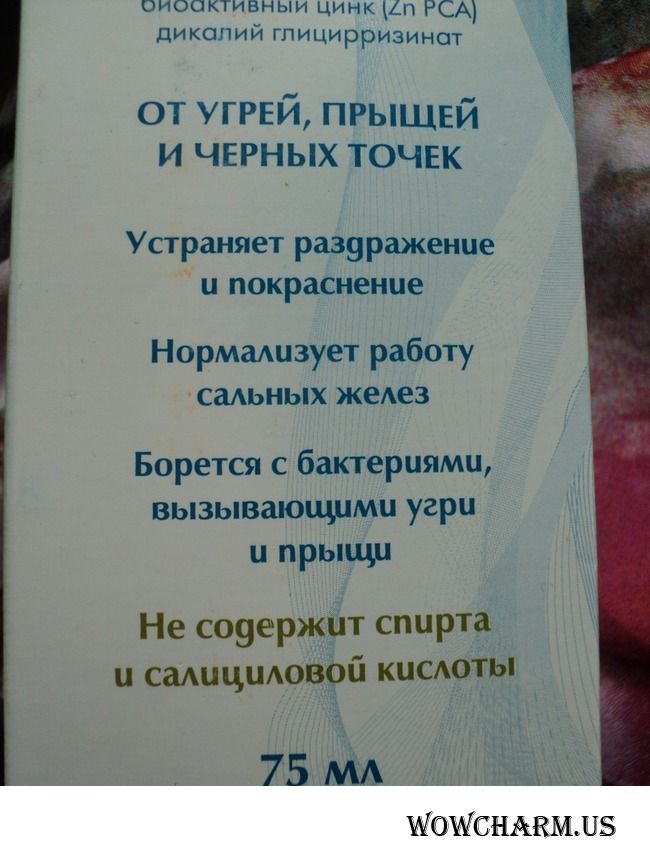 биоактивный цинк (Zn PCA)
дикалий глицирризинат
ОТ УГРЕЙ, ПРЫЩЕЙ
И ЧЕРНЫХ ТОЧЕК
Устраняет раздражение
и покраснение
Нормализует работу
сальных желез
Борется с бактериями,
вызывающими угри
и прыщи
Не содержит спирта
и салициловой кислоты
75 мл
WOWCHARM.US